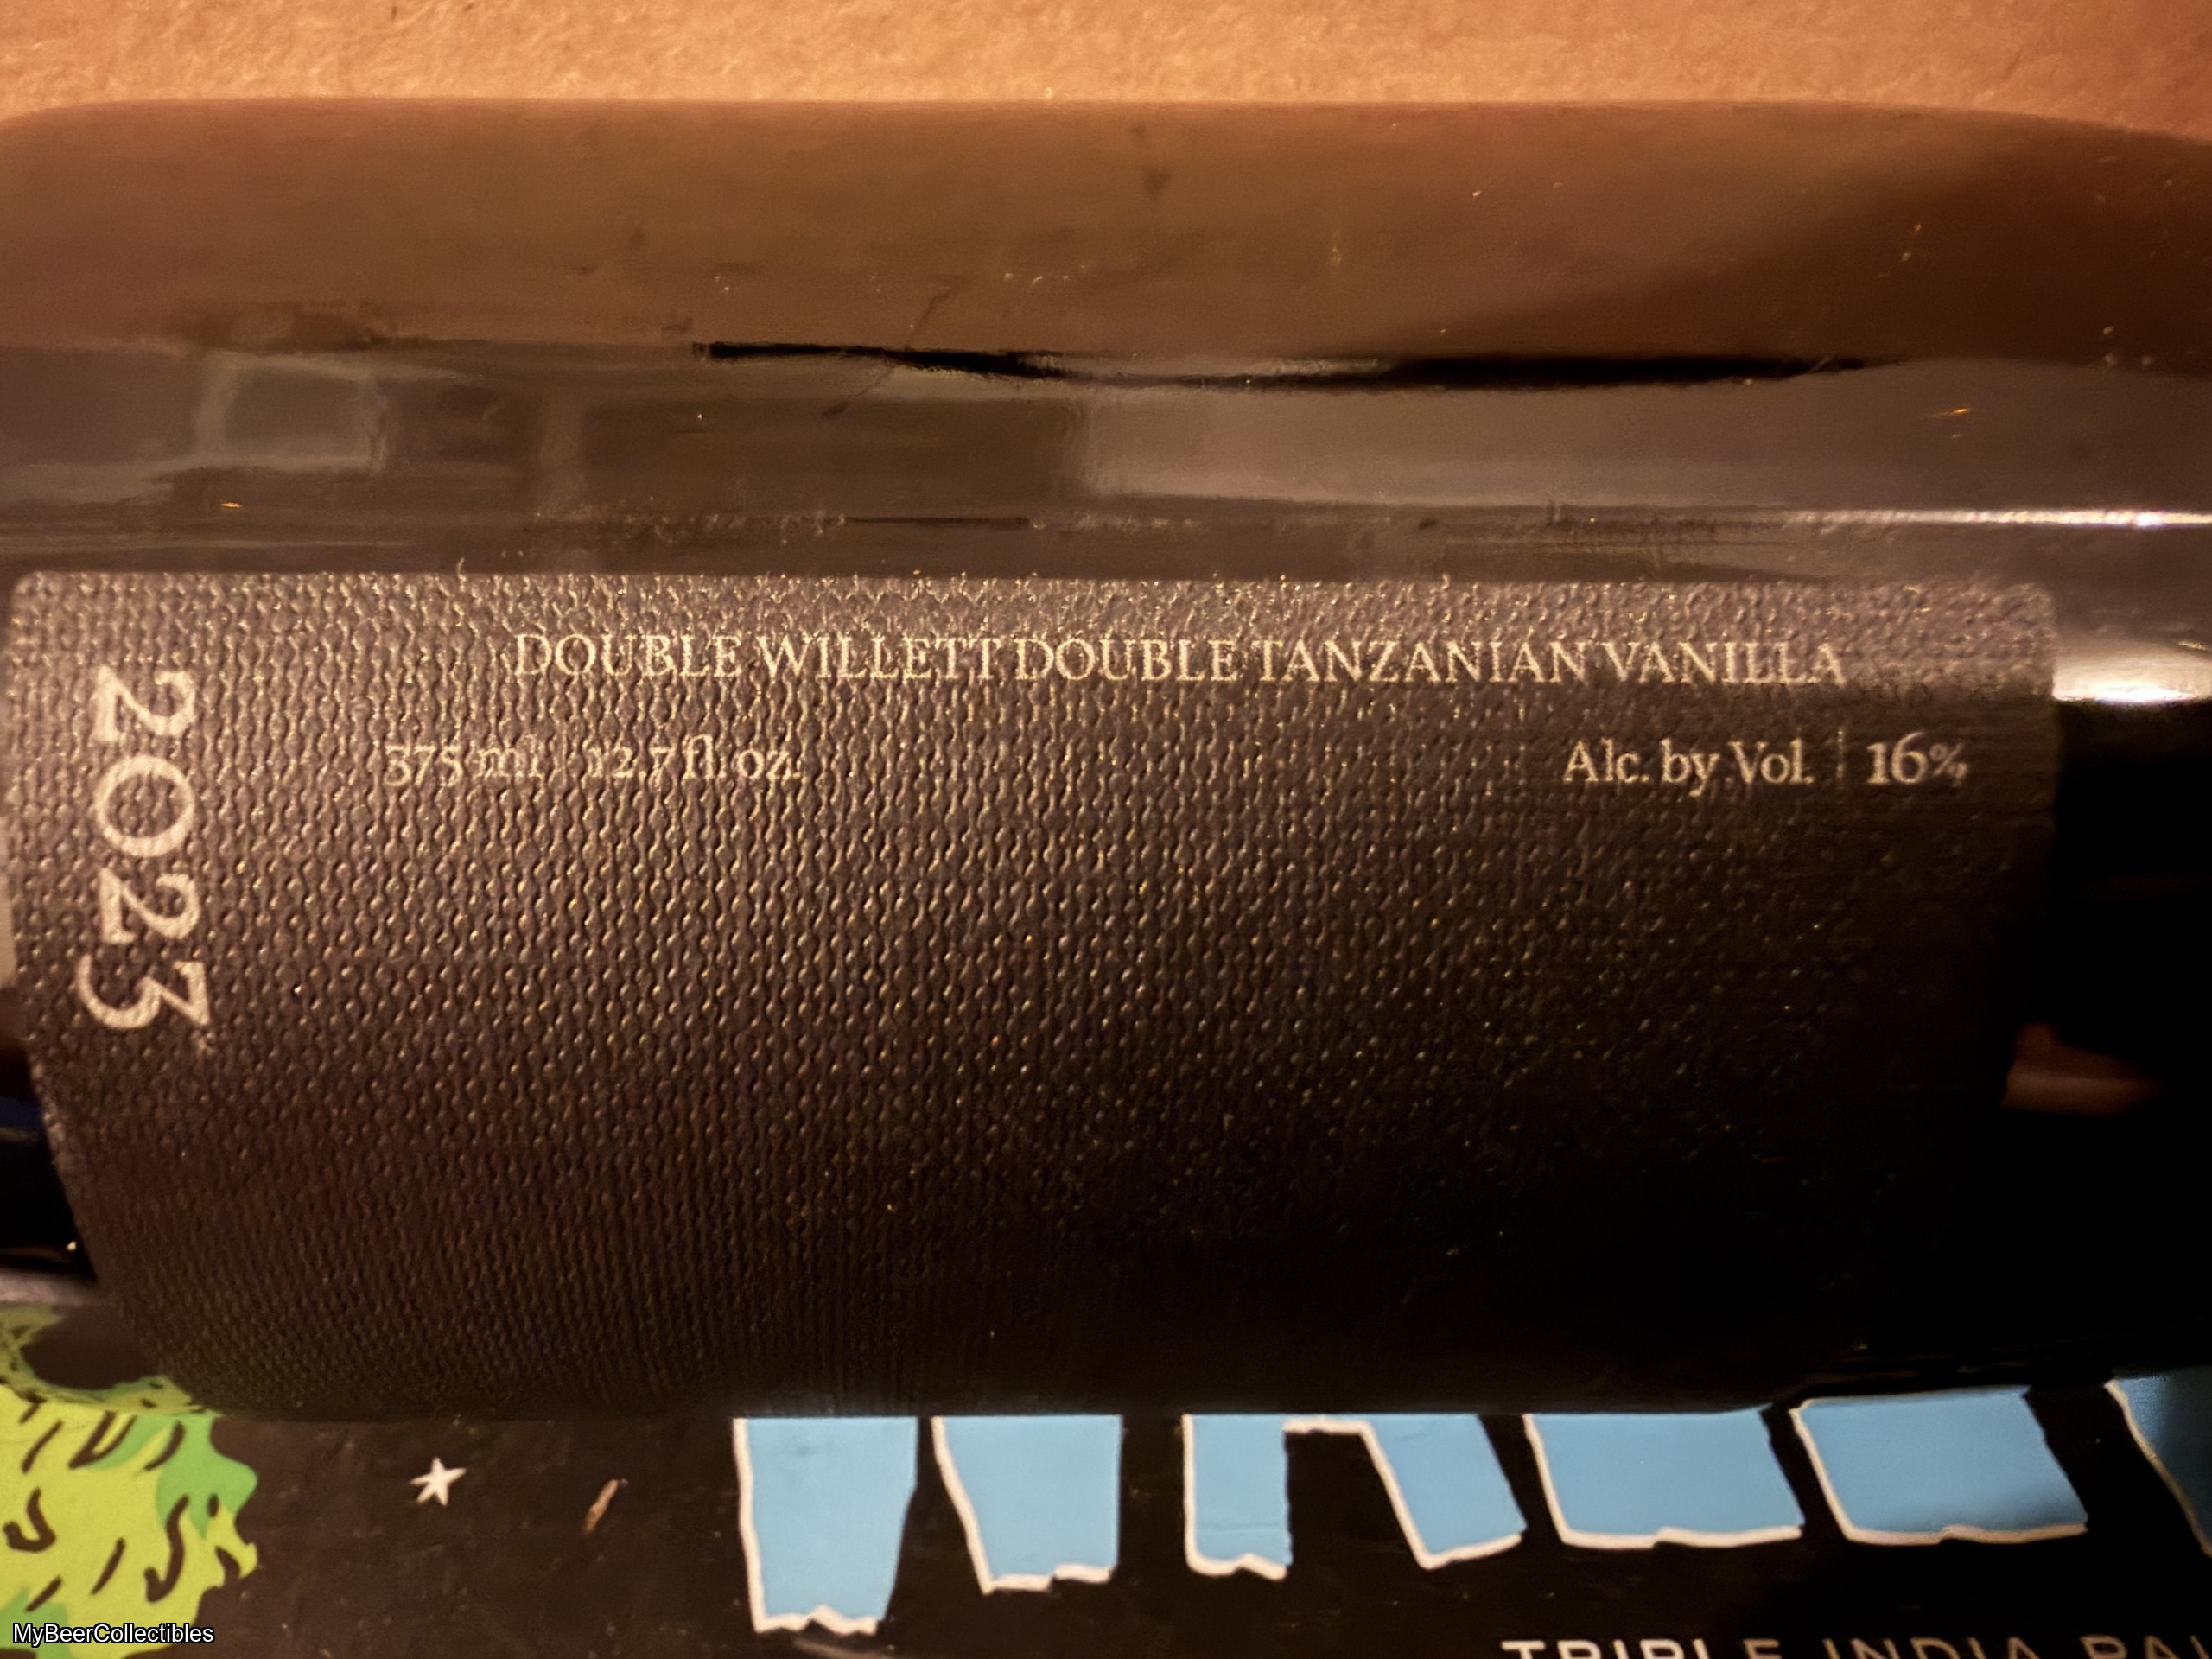 DOUBLE WILLETT DOUBLE TANZANIAN VANILLA
375 ml | 12.7 fl. oz.
Alc. by Vol. | 16%
2023
TRIPLE INDIA
MyBeerCollectibles